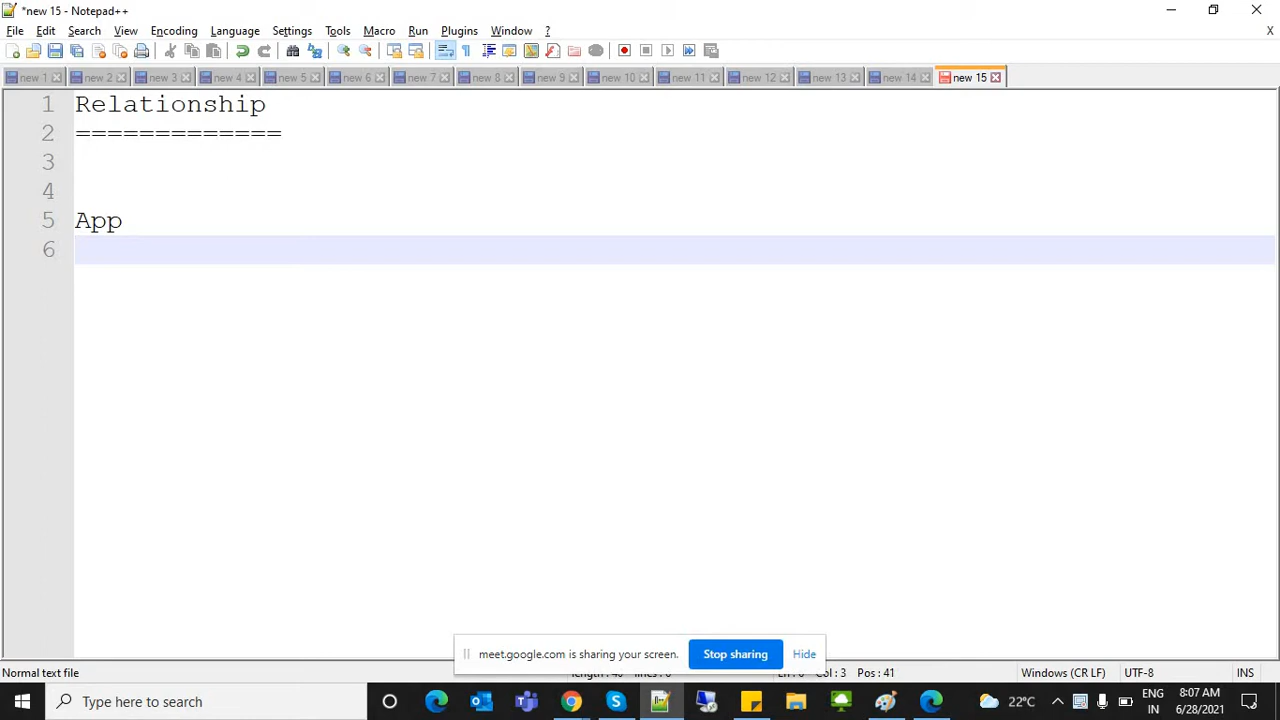 *new 15 - Notepad++
File Edit Search View Encoding Language Settings Tools Macro Run Plugins Window ? X
new 1 new 2 new 3 new 4 new 5 new 6 new 7 new 8 new 9 new 10 new 11 new 12 new 13 new 14 new 15
1 Relationship
2 =============
3
4
5 App
6
meet.google.com is sharing your screen. Stop sharing Hide
Normal text file Col : 3 Pos : 41 Windows (CR LF) UTF-8 INS
Type here to search 22°C ENG IN 8:07 AM 6/28/2021